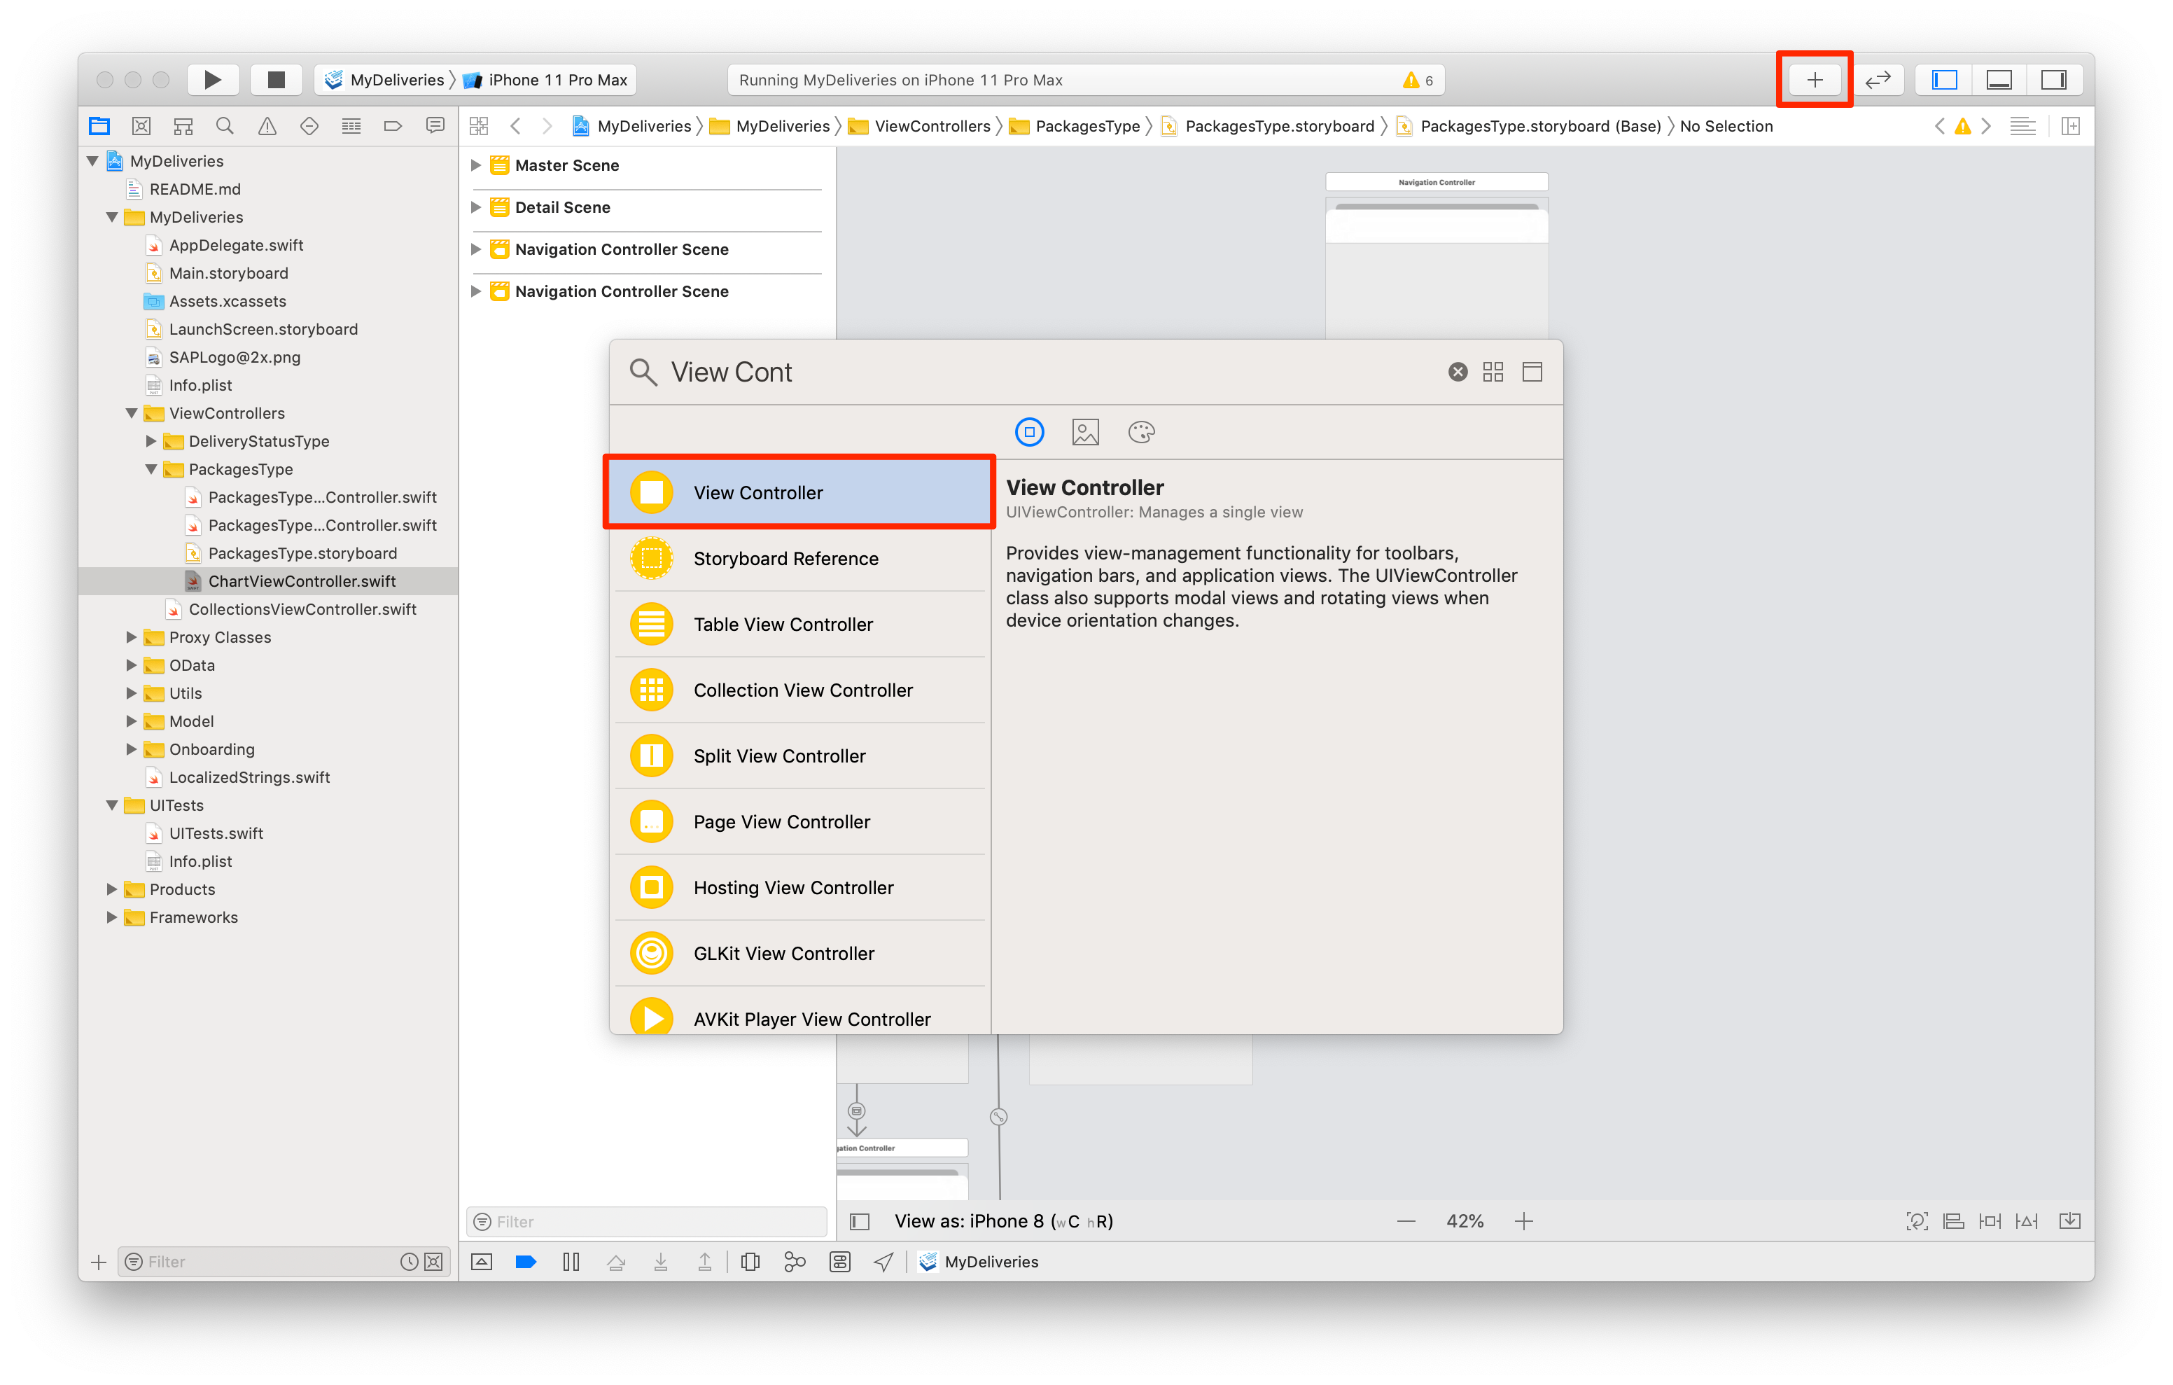 MyDeliveries 〉 iPhone 11 Pro Max
Running MyDeliveries on iPhone 11 Pro Max
6
MyDeliveries 〉 MyDeliveries 〉 ViewControllers 〉 PackagesType 〉 PackagesType.storyboard 〉 PackagesType.storyboard (Base) 〉 No Selection
MyDeliveries
README.md
MyDeliveries
AppDelegate.swift
Main.storyboard
Assets.xcassets
LaunchScreen.storyboard
SAPLogo@2x.png
Info.plist
ViewControllers
DeliveryStatusType
PackagesType
PackagesType...Controller.swift
PackagesType...Controller.swift
PackagesType.storyboard
ChartViewController.swift
CollectionsViewController.swift
Proxy Classes
OData
Utils
Model
Onboarding
LocalizedStrings.swift
UITests
UITests.swift
Info.plist
Products
Frameworks
Filter
Master Scene
Detail Scene
Navigation Controller Scene
Navigation Controller Scene
Filter
Navigation Controller
View Cont
View Controller
Storyboard Reference
Table View Controller
Collection View Controller
Split View Controller
Page View Controller
Hosting View Controller
GLKit View Controller
AVKit Player View Controller
View Controller
UIViewController: Manages a single view
Provides view-management functionality for toolbars,
navigation bars, and application views. The UIViewController
class also supports modal views and rotating views when
device orientation changes.
gation Controller
View as: iPhone 8 (wC hR)
42%
MyDeliveries